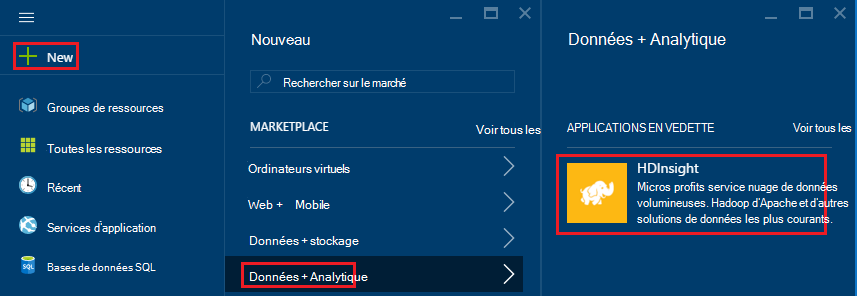 New
Groupes de ressources
Toutes les ressources
Récent
Services d'application
SQL
Bases de données SQL
Nouveau
Rechercher sur le marché
MARKETPLACE
Voir tous les
Ordinateurs virtuels
Web + Mobile
Données + stockage
Données + Analytique
Données + Analytique
APPLICATIONS EN VEDETTE
Voir tous les
HDInsight
Micros profits service nuage de données
volumineuses. Hadoop d'Apache et d'autres
solutions de données les plus courants.